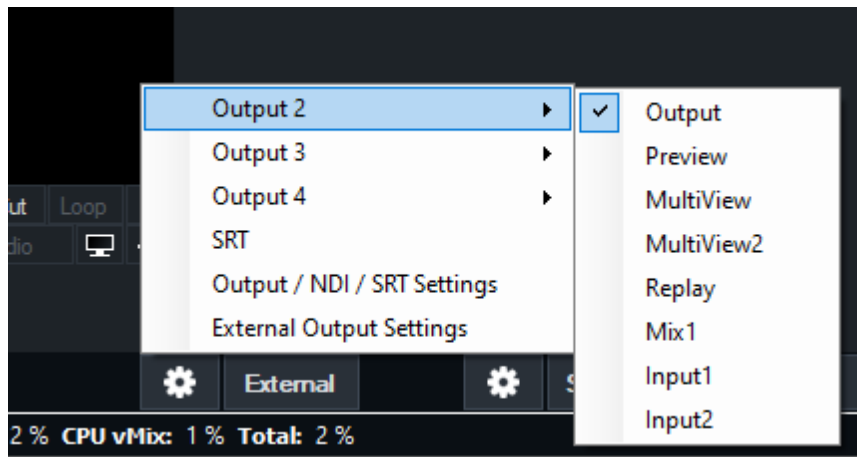 Output 2
Output
Output 3
Preview
Output 4
MultiView
SRT
MultiView2
Output / NDI / SRT Settings
Replay
External Output Settings
Mix1
Input1
Input2
Loop
External
2 % CPU vMix: 1 % Total: 2 %